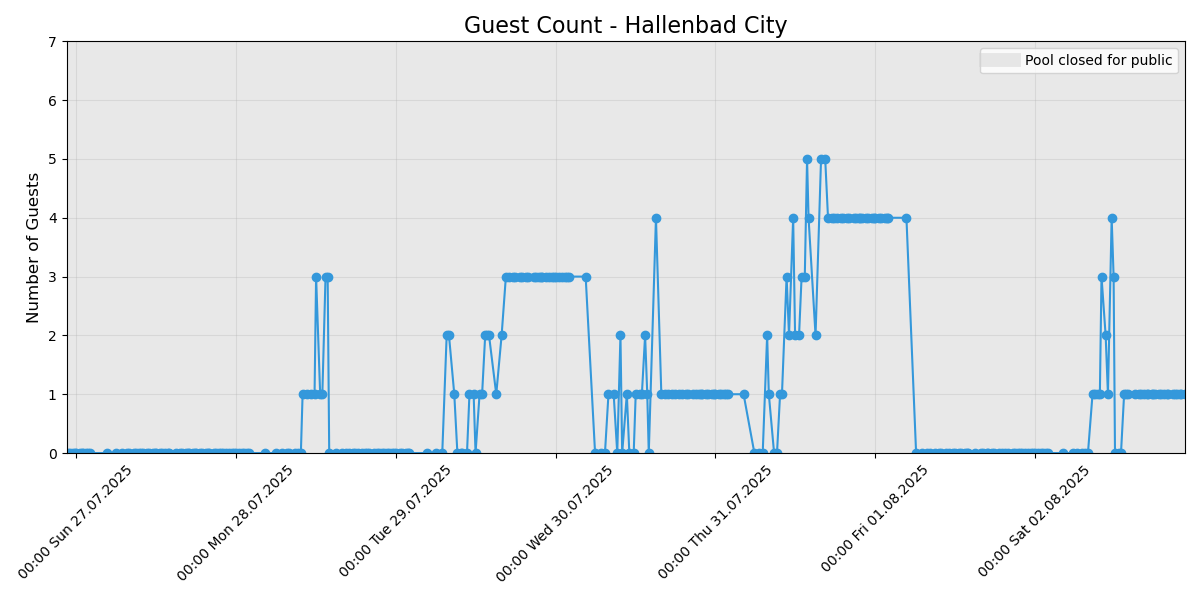 Guest Count - Hallenbad City
Pool closed for public
Number of Guests
7
6
5
4
3
2
1
0
00:00 Sun 27.07.2025
00:00 Mon 28.07.2025
00:00 Tue 29.07.2025
00:00 Wed 30.07.2025
00:00 Thu 31.07.2025
00:00 Fri 01.08.2025
00:00 Sat 02.08.2025